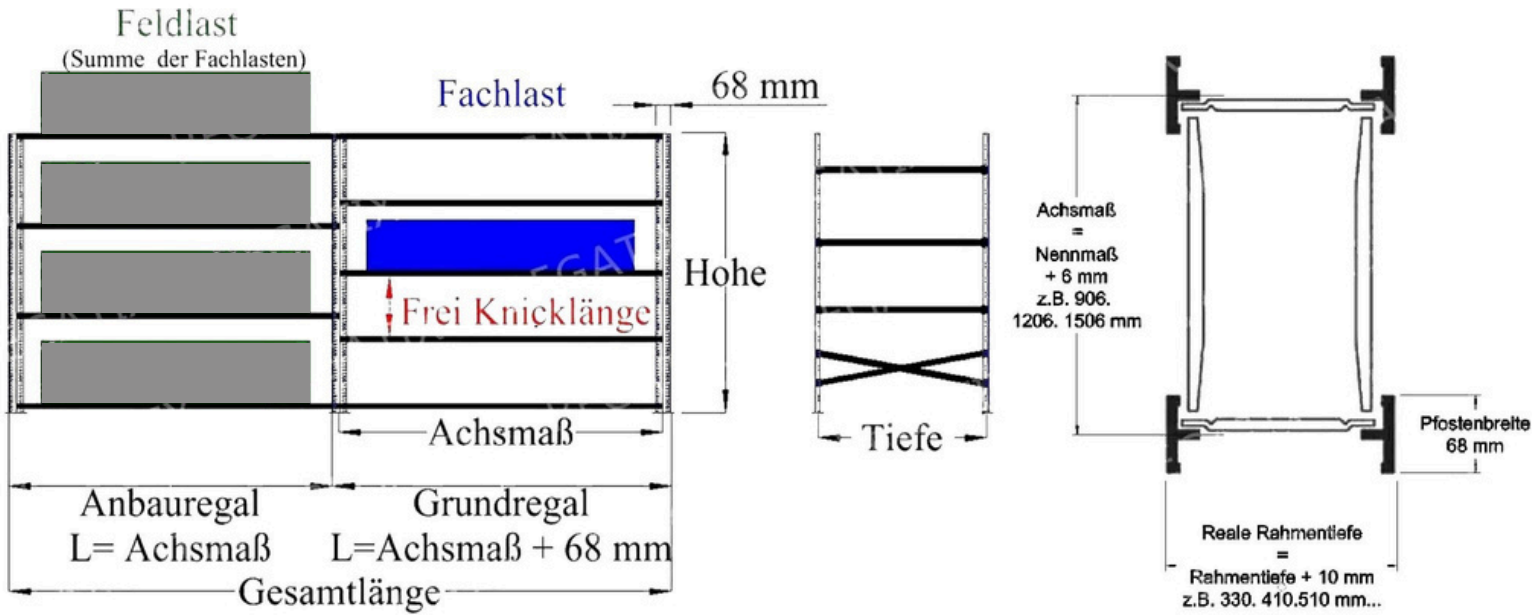 Feldlast
(Summe der Fachlasten)
Fachlast
68 mm
Hohe
Frei Knicklänge
Achsmaß
Anbauregal
L= Achsmaß
Grundregal
L=Achsmaß + 68 mm
Gesamtlänge
Tiefe
Achsmaß
=
Nennmaß
+ 6 mm
z.B. 906.
1206. 1506 mm
Pfostenbreite
68 mm
Reale Rahmentiefe
=
Rahmentiefe + 10 mm
z.B. 330. 410.510 mm...